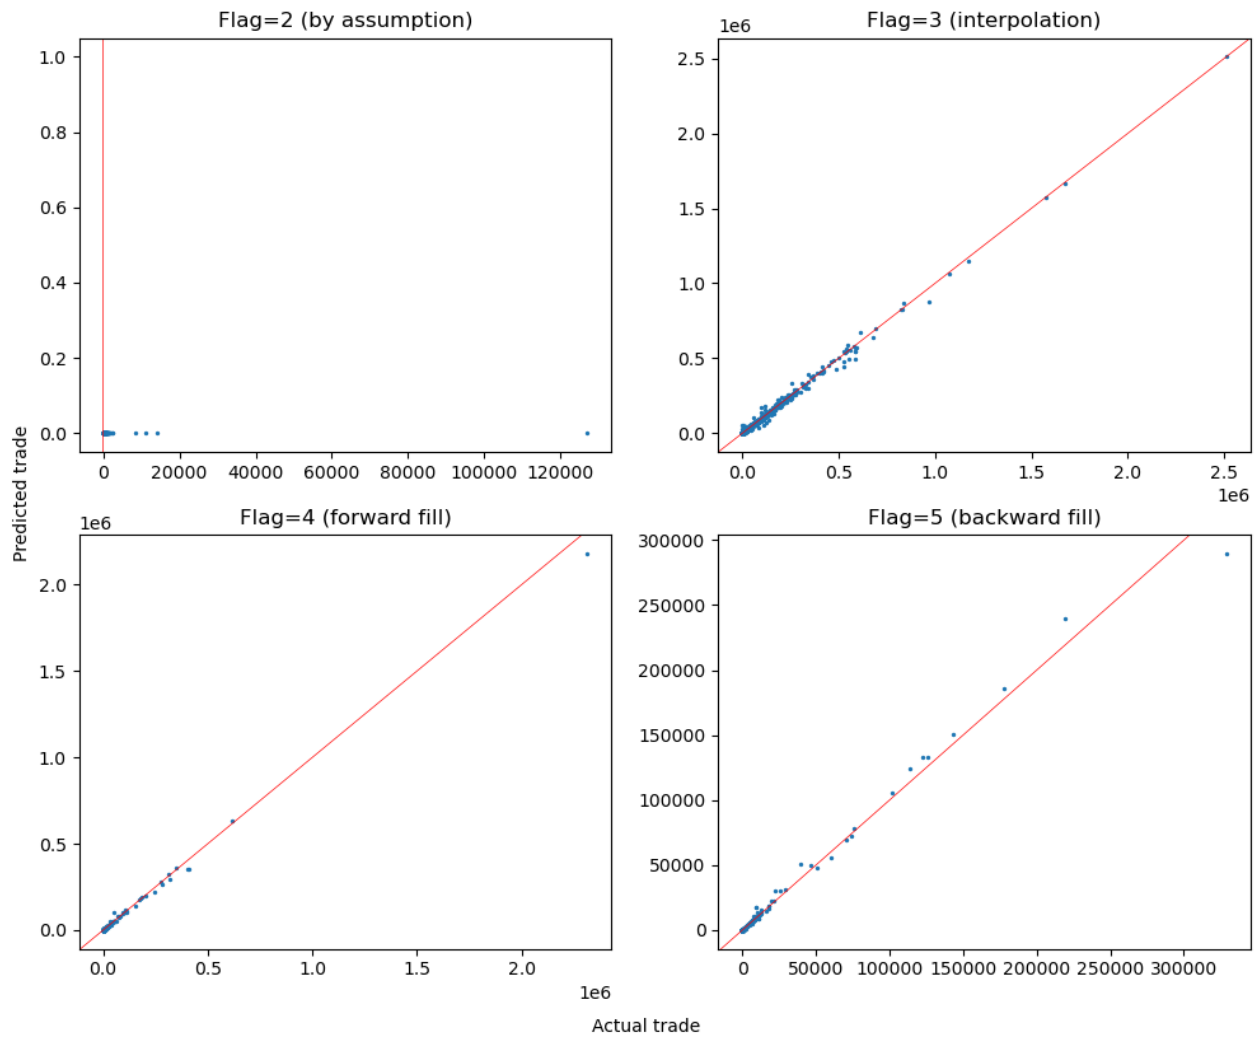 Flag=2 (by assumption)
1.0
0.8
0.6
0.4
0.2
0.0
0 20000 40000 60000 80000 100000 120000
Flag=3 (interpolation)
1e6
2.5
2.0
1.5
1.0
0.5
0.0
0.0 0.5 1.0 1.5 2.0 2.5
1e6
Predicted trade
Flag=4 (forward fill)
1e6
2.0
1.5
1.0
0.5
0.0
0.0 0.5 1.0 1.5 2.0
1e6
Flag=5 (backward fill)
300000
250000
200000
150000
100000
50000
0
0 50000 100000 150000 200000 250000 300000
Actual trade